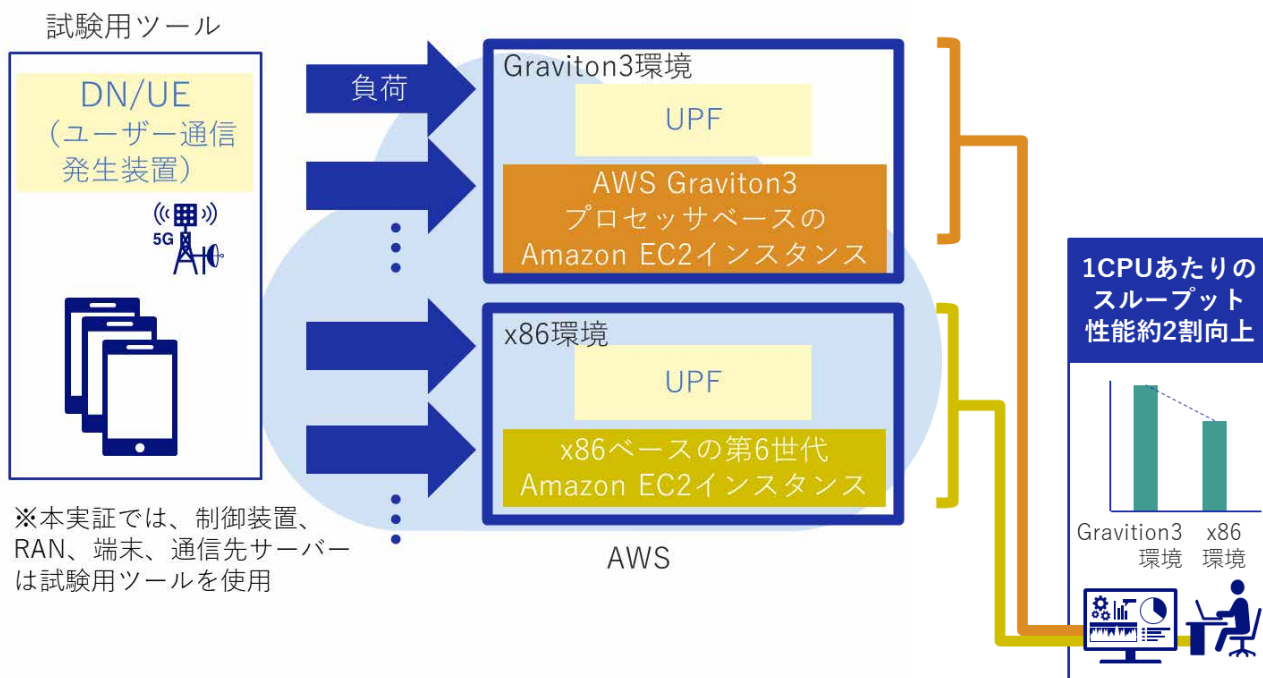 試験用ツール
DN/UE
(ユーザー通信
発生装置)
5G
※本実証では、制御装置、
RAN、端末、通信先サーバー
は試験用ツールを使用
負荷
Graviton3環境
UPF
AWS Graviton3
プロセッサベースの
Amazon EC2インスタンス
x86環境
UPF
x86ベースの第6世代
Amazon EC2インスタンス
AWS
1CPUあたりの
スループット
性能約2割向上
Gravition3 x86
環境 環境